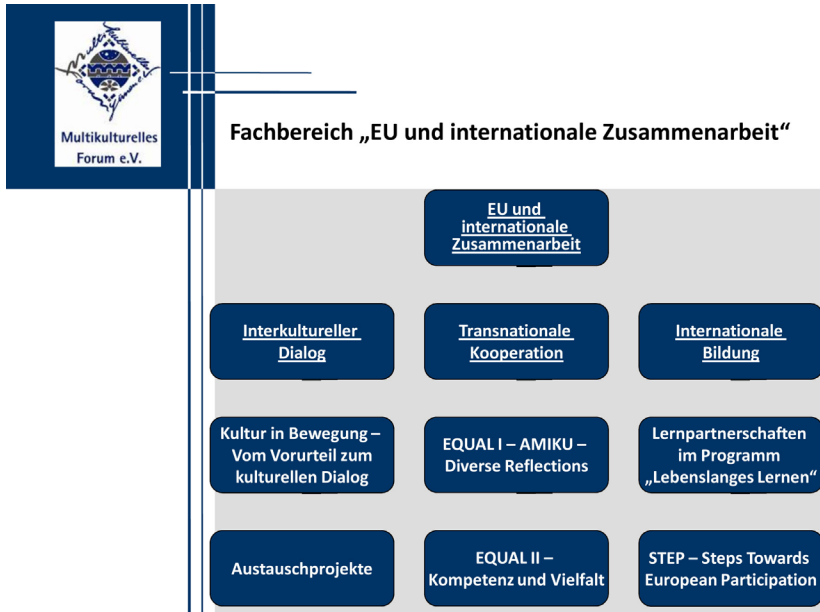 Multikulturelles
Forum e.V.
Fachbereich „EU und internationale Zusammenarbeit“
EU und
internationale
Zusammenarbeit
Interkultureller
Dialog
Transnationale
Kooperation
Internationale
Bildung
Kultur in Bewegung –
Vom Vorurteil zum
kulturellen Dialog
EQUAL I – AMIKU –
Diverse Reflections
Lernpartnerschaften
im Programm
„Lebenslanges Lernen“
Austauschprojekte
EQUAL II –
Kompetenz und Vielfalt
STEP – Steps Towards
European Participation